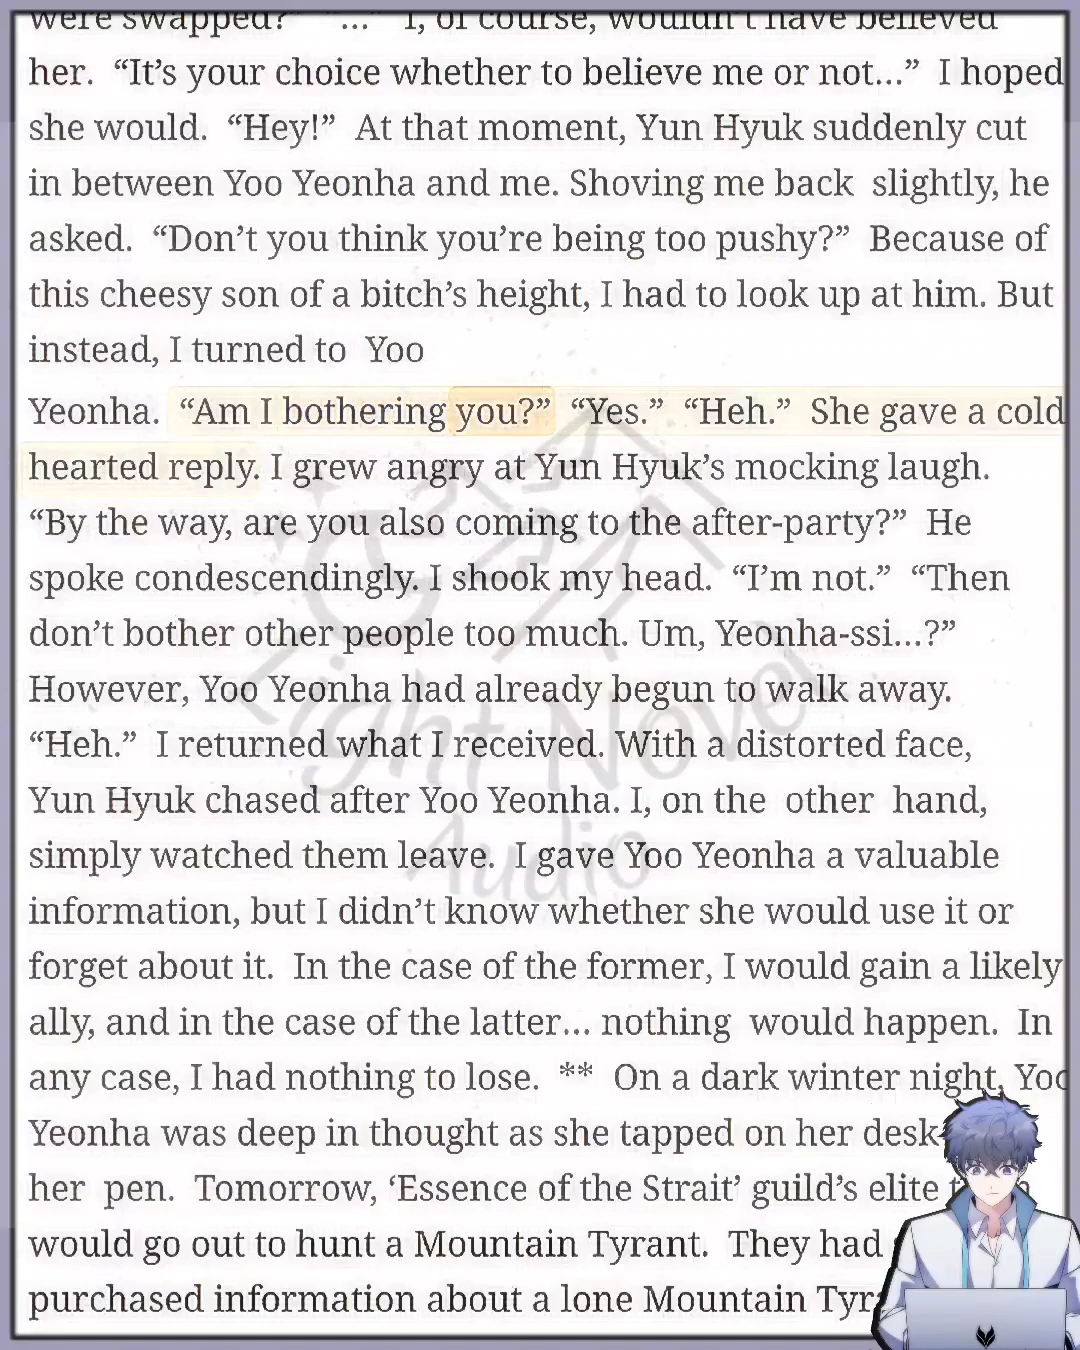 were swapped?” “…” I, of course, wouldn’t have believed
her. “It’s your choice whether to believe me or not…” I hoped
she would. “Hey!” At that moment, Yun Hyuk suddenly cut
in between Yoo Yeonha and me. Shoving me back slightly, he
asked. “Don’t you think you’re being too pushy?” Because of
this cheesy son of a bitch’s height, I had to look up at him. But
instead, I turned to Yoo
Yeonha. “Am I bothering you?” “Yes.” “Heh.” She gave a cold
hearted reply. I grew angry at Yun Hyuk’s mocking laugh.
“By the way, are you also coming to the after-party?” He
spoke condescendingly. I shook my head. “I’m not.” “Then
don’t bother other people too much. Um, Yeonha-ssi…?”
However, Yoo Yeonha had already begun to walk away.
“Heh.” I returned what I received. With a distorted face,
Yun Hyuk chased after Yoo Yeonha. I, on the other hand,
simply watched them leave. I gave Yoo Yeonha a valuable
information, but I didn’t know whether she would use it or
forget about it. In the case of the former, I would gain a likely
ally, and in the case of the latter… nothing would happen. In
any case, I had nothing to lose. ** On a dark winter night, Yoo
Yeonha was deep in thought as she tapped on her desk
her pen. Tomorrow, ‘Essence of the Strait’ guild’s elite
would go out to hunt a Mountain Tyrant. They had
purchased information about a lone Mountain
Light Novel
Audio